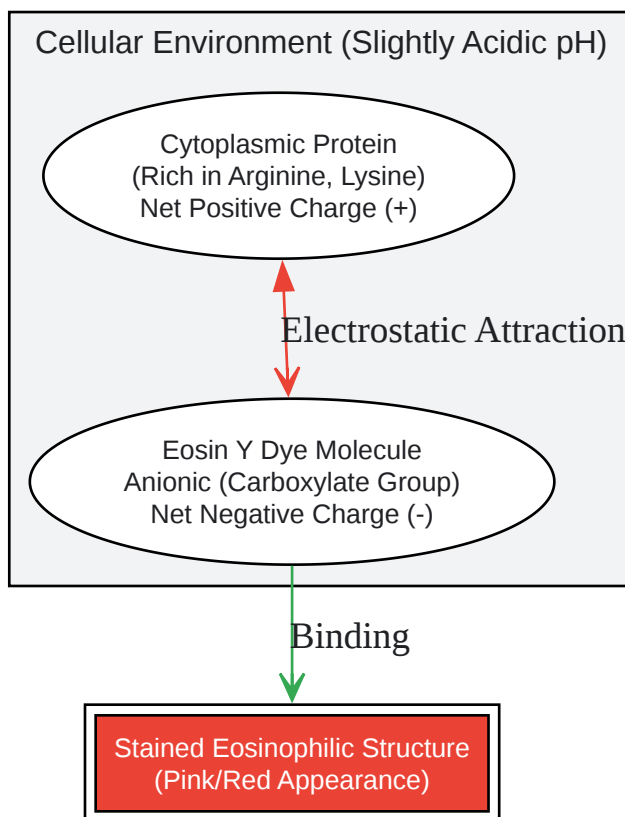 Cellular Environment (Slightly Acidic pH)
Cytoplasmic Protein
(Rich in Arginine, Lysine)
Net Positive Charge (+)
Electrostatic Attraction
Eosin Y Dye Molecule
Anionic (Carboxylate Group)
Net Negative Charge (-)
Binding
Stained Eosinophilic Structure
(Pink/Red Appearance)